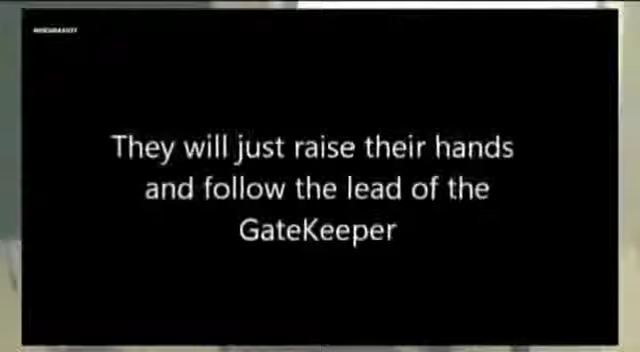 They will just raise their hands
and follow the lead of the
GateKeeper